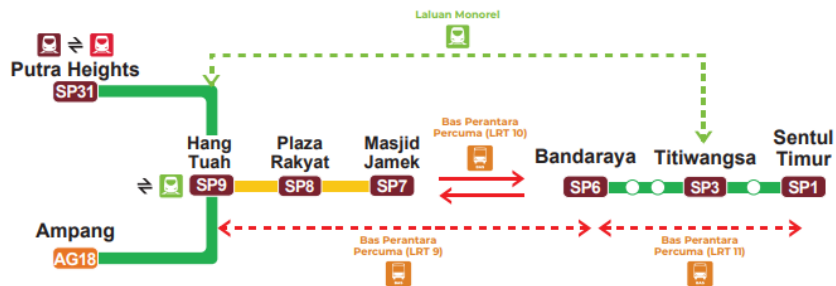 Laluan Monorel
Putra Heights
SP31
Hang
Tuah
SP9
Plaza
Rakyat
SP8
Masjid
Jamek
SP7
Bas Perantara
Percuma (LRT 10)
Bandaraya
SP6
Titiwangsa
SP3
Sentul
Timur
SP1
Ampang
AG18
Bas Perantara
Percuma (LRT 9)
Bas Perantara
Percuma (LRT 11)